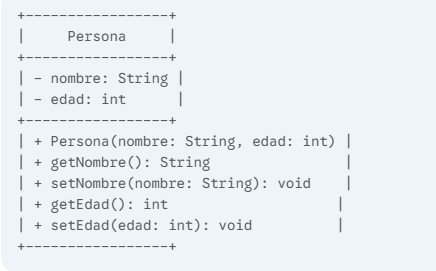 +-----------------+
|     Persona     |
+-----------------+
| - nombre: String |
| - edad: int      |
+-----------------+
| + Persona(nombre: String, edad: int) |
| + getNombre(): String                |
| + setNombre(nombre: String): void    |
| + getEdad(): int                    |
| + setEdad(edad: int): void          |
+-----------------+